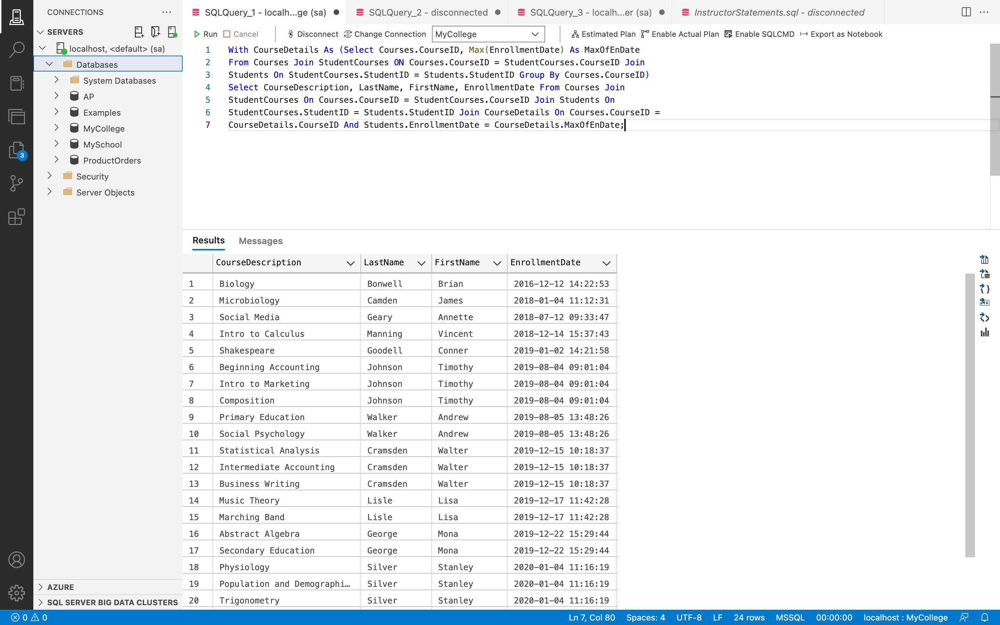 CONNECTIONS
SERVERS
localhost, <default> (sa)
Databases
System Databases
AP
Examples
MyCollege
MySchool
ProductOrders
Security
Server Objects
AZURE
SQL SERVER BIG DATA CLUSTERS
3
SQLQuery_1 - localh...ge (sa)
SQLQuery_2 - disconnected
SQLQuery_3 - localh...er (sa)
InstructorStatements.sql - disconnected
Run Cancel Disconnect Change Connection MyCollege Estimated Plan Enable Actual Plan Enable SQLCMD Export as Notebook
1 With CourseDetails As (Select Courses.CourseID, Max(EnrollmentDate) As MaxOfEnDate
2 From Courses Join StudentCourses ON Courses.CourseID = StudentCourses.CourseID Join
3 Students On StudentCourses.StudentID = Students.StudentID Group By Courses.CourseID)
4 Select CourseDescription, LastName, FirstName, EnrollmentDate From Courses Join
5 StudentCourses On Courses.CourseID = StudentCourses.CourseID Join Students On
6 StudentCourses.StudentID = Students.StudentID Join CourseDetails On Courses.CourseID =
7 CourseDetails.CourseID And Students.EnrollmentDate = CourseDetails.MaxOfEnDate;
Results Messages
CourseDescription LastName FirstName EnrollmentDate
1 Biology Bonwell Brian 2016-12-12 14:22:53
2 Microbiology Camden James 2018-01-04 11:12:31
3 Social Media Geary Annette 2018-07-12 09:33:47
4 Intro to Calculus Manning Vincent 2018-12-14 15:37:43
5 Shakespeare Goodell Conner 2019-01-02 14:21:58
6 Beginning Accounting Johnson Timothy 2019-08-04 09:01:04
7 Intro to Marketing Johnson Timothy 2019-08-04 09:01:04
8 Composition Johnson Timothy 2019-08-04 09:01:04
9 Primary Education Walker Andrew 2019-08-05 13:48:26
10 Social Psychology Walker Andrew 2019-08-05 13:48:26
11 Statistical Analysis Cramsden Walter 2019-12-15 10:18:37
12 Intermediate Accounting Cramsden Walter 2019-12-15 10:18:37
13 Business Writing Cramsden Walter 2019-12-15 10:18:37
14 Music Theory Lisle Lisa 2019-12-17 11:42:28
15 Marching Band Lisle Lisa 2019-12-17 11:42:28
16 Abstract Algebra George Mona 2019-12-22 15:29:44
17 Secondary Education George Mona 2019-12-22 15:29:44
18 Physiology Silver Stanley 2020-01-04 11:16:19
19 Population and Demographi… Silver Stanley 2020-01-04 11:16:19
20 Trigonometry Silver Stanley 2020-01-04 11:16:19
0 0 Ln 7, Col 80 Spaces: 4 UTF-8 LF 24 rows MSSQL 00:00:00 localhost : MyCollege